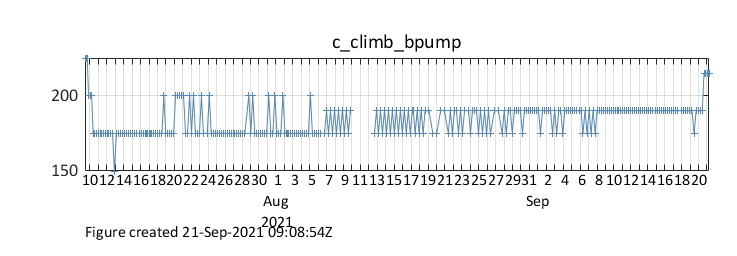 c_climb_bpump
200
150
10 12 14 16 18 20 22 24 26 28 30 1 3 5 7 9 11 13 15 17 19 21 23 25 27 29 31 2 4 6 8 10 12 14 16 18 20
Aug Sep
2021
Figure created 21-Sep-2021 09:08:54Z